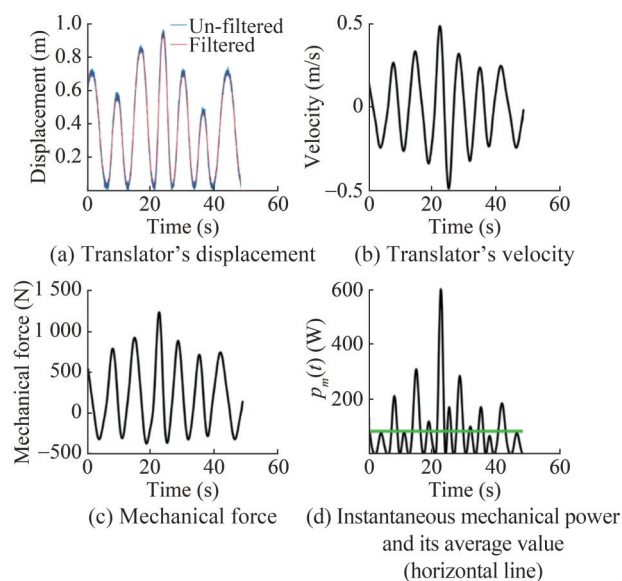 1.0
0.8
0.6
0.4
0.2
0 20 40 60
Displacement (m)
Un-filtered
Filtered
Time (s)
(a) Translator's displacement
0.5
0
−0.5
0 20 40 60
Velocity (m/s)
Time (s)
(b) Translator's velocity
1 500
1 000
500
0
−500
0 20 40 60
Mechanical force (N)
Time (s)
(c) Mechanical force
600
400
200
0 20 40 60
pm(t) (W)
Time (s)
(d) Instantaneous mechanical power
and its average value
(horizontal line)